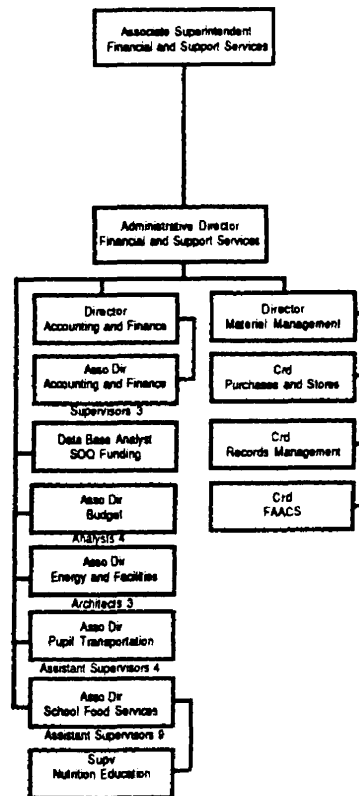 Associate Superintendent
Financial and Support Services
Administrative Director
Financial and Support Services
Director
Accounting and Finance
Asso Dir
Accounting and Finance
Supervisors 3
Data Base Analyst
SOQ Funding
Asso Dir
Budget
Analysts 4
Asso Dir
Energy and Facilities
Architects 3
Asso Dir
Pupil Transportation
Assistant Supervisors 4
Asso Dir
School Food Services
Assistant Supervisors 9
Supv
Nutrition Education
Director
Materiel Management
Crd
Purchases and Stores
Crd
Records Management
Crd
FAACS